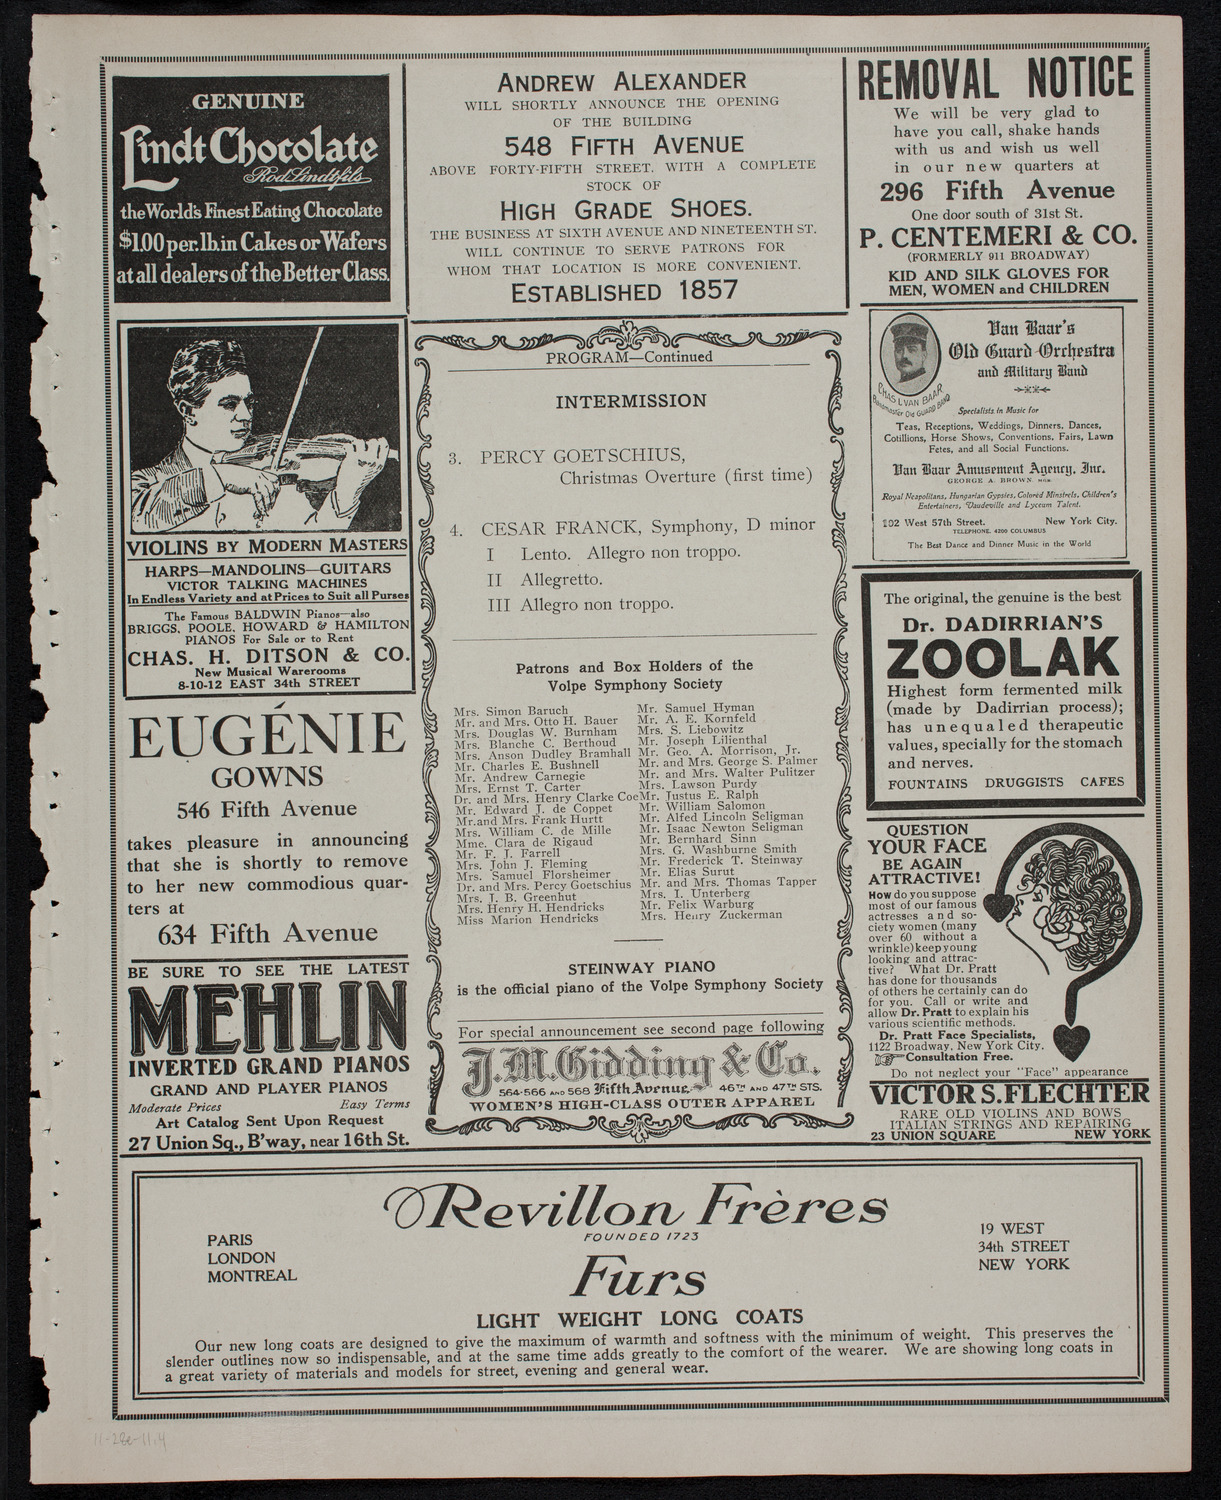 GENUINE
Lindt Chocolate
Rod. Lindt fils
the World's Finest Eating Chocolate
$1.00 per. lb. in Cakes or Wafers
at all dealers of the Better Class.
ANDREW ALEXANDER
WILL SHORTLY ANNOUNCE THE OPENING
OF THE BUILDING
548 FIFTH AVENUE
ABOVE FORTY-FIFTH STREET, WITH A COMPLETE
STOCK OF
HIGH GRADE SHOES.
THE BUSINESS AT SIXTH AVENUE AND NINETEENTH ST.
WILL CONTINUE TO SERVE PATRONS FOR
WHOM THAT LOCATION IS MORE CONVENIENT.
ESTABLISHED 1857
REMOVAL NOTICE
We will be very glad to
have you call, shake hands
with us and wish us well
in our new quarters at
296 Fifth Avenue
One door south of 31st St.
P. CENTEMERI & CO.
(FORMERLY 911 BROADWAY)
KID AND SILK GLOVES FOR
MEN, WOMEN and CHILDREN
VIOLINS BY MODERN MASTERS
HARPS—MANDOLINS—GUITARS
VICTOR TALKING MACHINES
In Endless Variety and at Prices to Suit all Purses
The Famous BALDWIN Pianos—also
BRIGGS, POOLE, HOWARD & HAMILTON
PIANOS For Sale or to Rent
CHAS. H. DITSON & CO.
New Musical Warerooms
8-10-12 EAST 34th STREET
EUGÉNIE
GOWNS
546 Fifth Avenue
takes pleasure in announcing
that she is shortly to remove
to her new commodious quar-
ters at
634 Fifth Avenue
BE SURE TO SEE THE LATEST
MEHLIN
INVERTED GRAND PIANOS
GRAND AND PLAYER PIANOS
Moderate Prices Easy Terms
Art Catalog Sent Upon Request
27 Union Sq., B'way, near 16th St.
PROGRAM—Continued
INTERMISSION
3. PERCY GOETSCHIUS,
Christmas Overture (first time)
4. CESAR FRANCK, Symphony, D minor
I Lento. Allegro non troppo.
II Allegretto.
III Allegro non troppo.
Patrons and Box Holders of the
Volpe Symphony Society
Mrs. Simon Baruch
Mr. and Mrs. Otto H. Bauer
Mrs. Douglas W. Burnham
Mrs. Blanche C. Berthoud
Mrs. Anson Dudley Bramhall
Mr. Charles E. Bushnell
Mr. Andrew Carnegie
Mrs. Ernst T. Carter
Dr. and Mrs. Henry Clarke Coe
Mr. Edward J. de Coppet
Mr. and Mrs. Frank Hurtt
Mrs. William C. de Mille
Mme. Clara de Rigaud
Mr. F. J. Farrell
Mrs. John J. Fleming
Mrs. Samuel Florsheimer
Dr. and Mrs. Percy Goetschius
Mrs. J. B. Greenhut
Mrs. Henry H. Hendricks
Miss Marion Hendricks
Mr. Samuel Hyman
Mr. A. E. Kornfeld
Mrs. S. Liebowitz
Mr. Joseph Lilienthal
Mr. Geo. A. Morrison, Jr.
Mr. and Mrs. George S. Palmer
Mr. and Mrs. Walter Pulitzer
Mrs. Lawson Purdy
Mr. Justus E. Ralph
Mr. William Salomon
Mr. Alfed Lincoln Seligman
Mr. Isaac Newton Seligman
Mr. Bernhard Sinn
Mrs. G. Washburne Smith
Mr. Frederick T. Steinway
Mr. Elias Surut
Mr. and Mrs. Thomas Tapper
Mrs. I. Unterberg
Mr. Felix Warburg
Mrs. Henry Zuckerman
STEINWAY PIANO
is the official piano of the Volpe Symphony Society
For special announcement see second page following
J. M. Gidding & Co.
564-566 AND 568 Fifth Avenue 46TH AND 47TH STS.
WOMEN'S HIGH-CLASS OUTER APPAREL
CHAS. L. VAN BAAR
Bandmaster Old GUARD BAND
Van Baar's
Old Guard Orchestra
and Military Band
Specialists in Music for
Teas, Receptions, Weddings, Dinners, Dances,
Cotillions, Horse Shows, Conventions, Fairs, Lawn
Fetes, and all Social Functions.
Van Baar Amusement Agency, Inc.
GEORGE A. BROWN, MGR.
Royal Neapolitans, Hungarian Gypsies, Colored Minstrels, Children's
Entertainers, Vaudeville and Lyceum Talent.
102 West 57th Street. New York City.
TELEPHONE, 4200 COLUMBUS
The Best Dance and Dinner Music in the World
The original, the genuine is the best
Dr. DADIRRIAN'S
ZOOLAK
Highest form fermented milk
(made by Dadirrian process);
has unequaled therapeutic
values, specially for the stomach
and nerves.
FOUNTAINS DRUGGISTS CAFES
QUESTION
YOUR FACE
BE AGAIN
ATTRACTIVE!
How do you suppose
most of our famous
actresses and so-
ciety women (many
over 60 without a
wrinkle) keep young
looking and attrac-
tive? What Dr. Pratt
has done for thousands
of others he certainly can do
for you. Call or write and
allow Dr. Pratt to explain his
various scientific methods.
Dr. Pratt Face Specialists,
1122 Broadway, New York City.
Consultation Free.
Do not neglect your "Face" appearance
VICTOR S. FLECHTER
RARE OLD VIOLINS AND BOWS
ITALIAN STRINGS AND REPAIRING
23 UNION SQUARE NEW YORK
Revillon Frères
FOUNDED 1723
PARIS
LONDON
MONTREAL
Furs
19 WEST
34th STREET
NEW YORK
LIGHT WEIGHT LONG COATS
Our new long coats are designed to give the maximum of warmth and softness with the minimum of weight. This preserves the
slender outlines now so indispensable, and at the same time adds greatly to the comfort of the wearer. We are showing long coats in
a great variety of materials and models for street, evening and general wear.